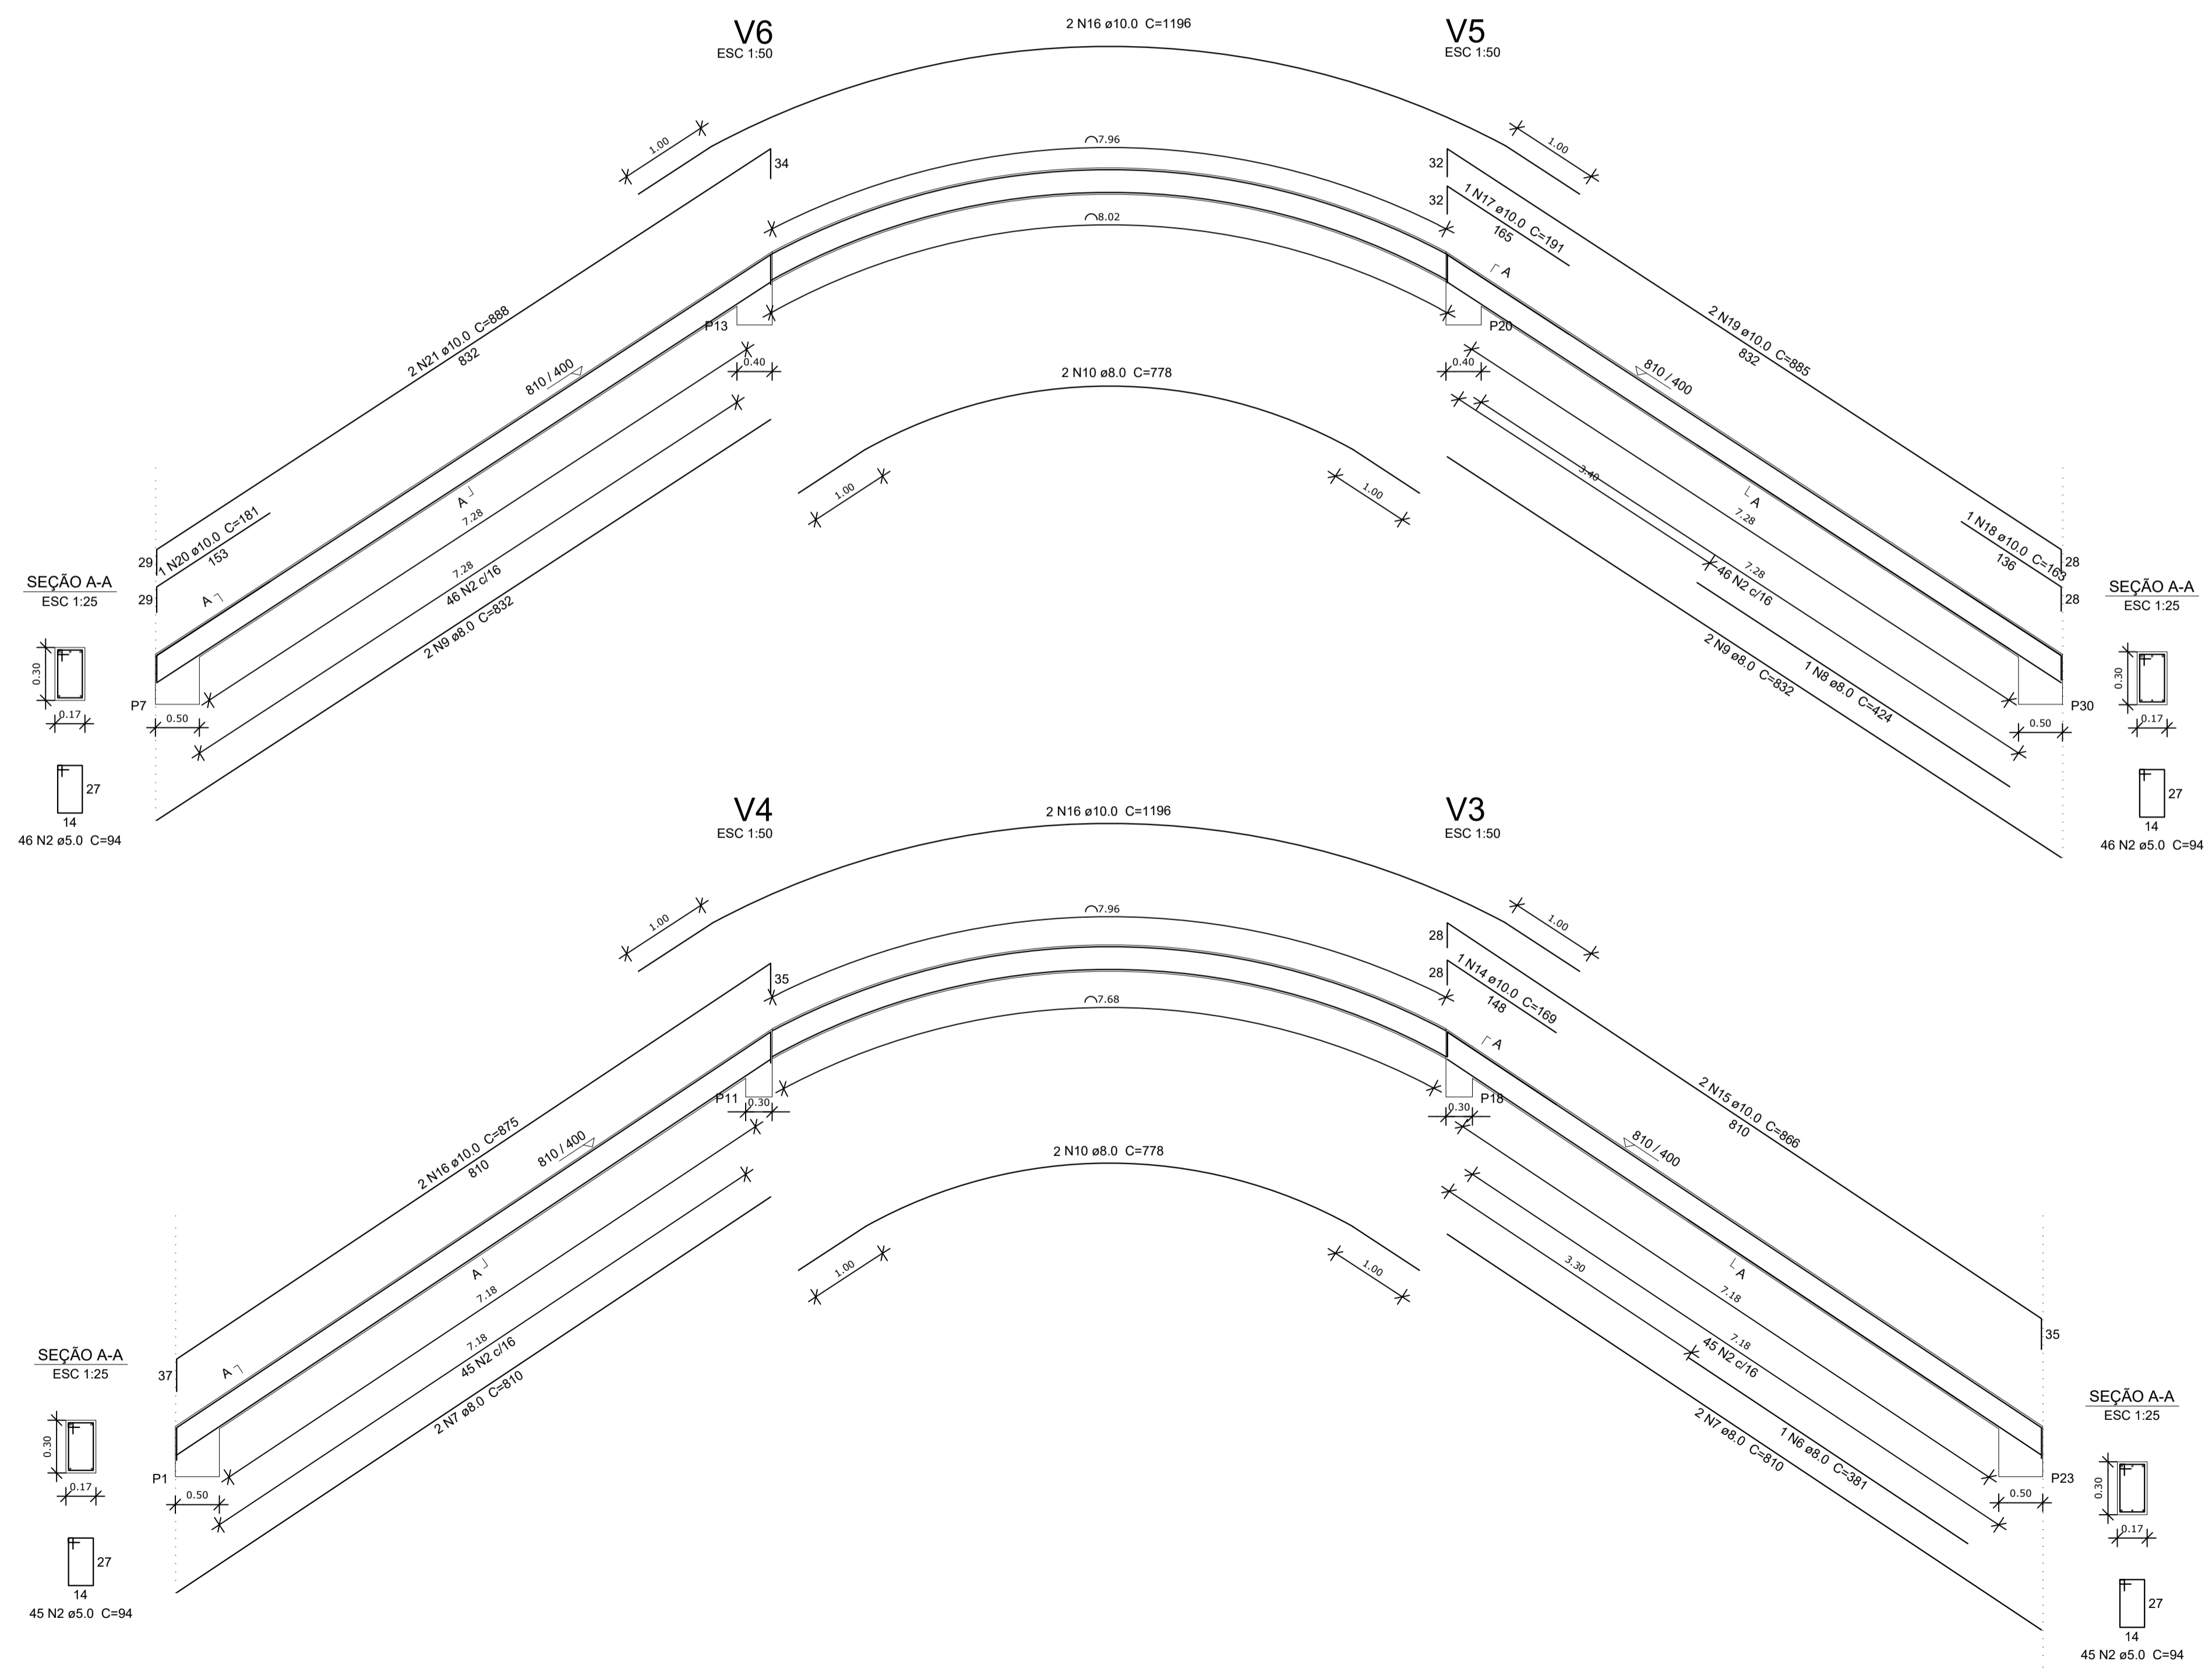 V6
ESC 1:50
2 N16 ø10.0 C=1196
V5
ESC 1:50
1.00
1.00
7.96
34
32
32
1 N17 ø10.0 C=191
165
8.02
A
2 N21 ø10.0 C=888
832
P13
0.40
P20
0.40
2 N19 ø10.0 C=885
832
810 / 400
2 N10 ø8.0 C=778
810 / 400
A
7.28
1.00
1.00
3.40
A
7.28
1 N20 ø10.0 C=181
153
29
29
1 N18 ø10.0 C=163
136
28
28
7.28
46 N2 c/16
7.28
46 N2 c/16
SEÇÃO A-A
ESC 1:25
A
2 N9 ø8.0 C=832
2 N9 ø8.0 C=832
1 N8 ø8.0 C=424
SEÇÃO A-A
ESC 1:25
0.30
0.17
P7
0.50
P30
0.50
0.30
0.17
27
14
46 N2 ø5.0 C=94
27
14
46 N2 ø5.0 C=94
V4
ESC 1:50
2 N16 ø10.0 C=1196
V3
ESC 1:50
1.00
1.00
7.96
35
28
28
1 N14 ø10.0 C=169
148
7.68
A
2 N16 ø10.0 C=875
810
P11
0.30
P18
0.30
2 N15 ø10.0 C=866
810
810 / 400
2 N10 ø8.0 C=778
810 / 400
A
7.18
1.00
1.00
3.30
A
7.18
7.18
45 N2 c/16
7.18
45 N2 c/16
37
35
SEÇÃO A-A
ESC 1:25
A
2 N7 ø8.0 C=810
2 N7 ø8.0 C=810
1 N6 ø8.0 C=381
SEÇÃO A-A
ESC 1:25
0.30
0.17
P1
0.50
P23
0.50
0.30
0.17
27
14
45 N2 ø5.0 C=94
27
14
45 N2 ø5.0 C=94